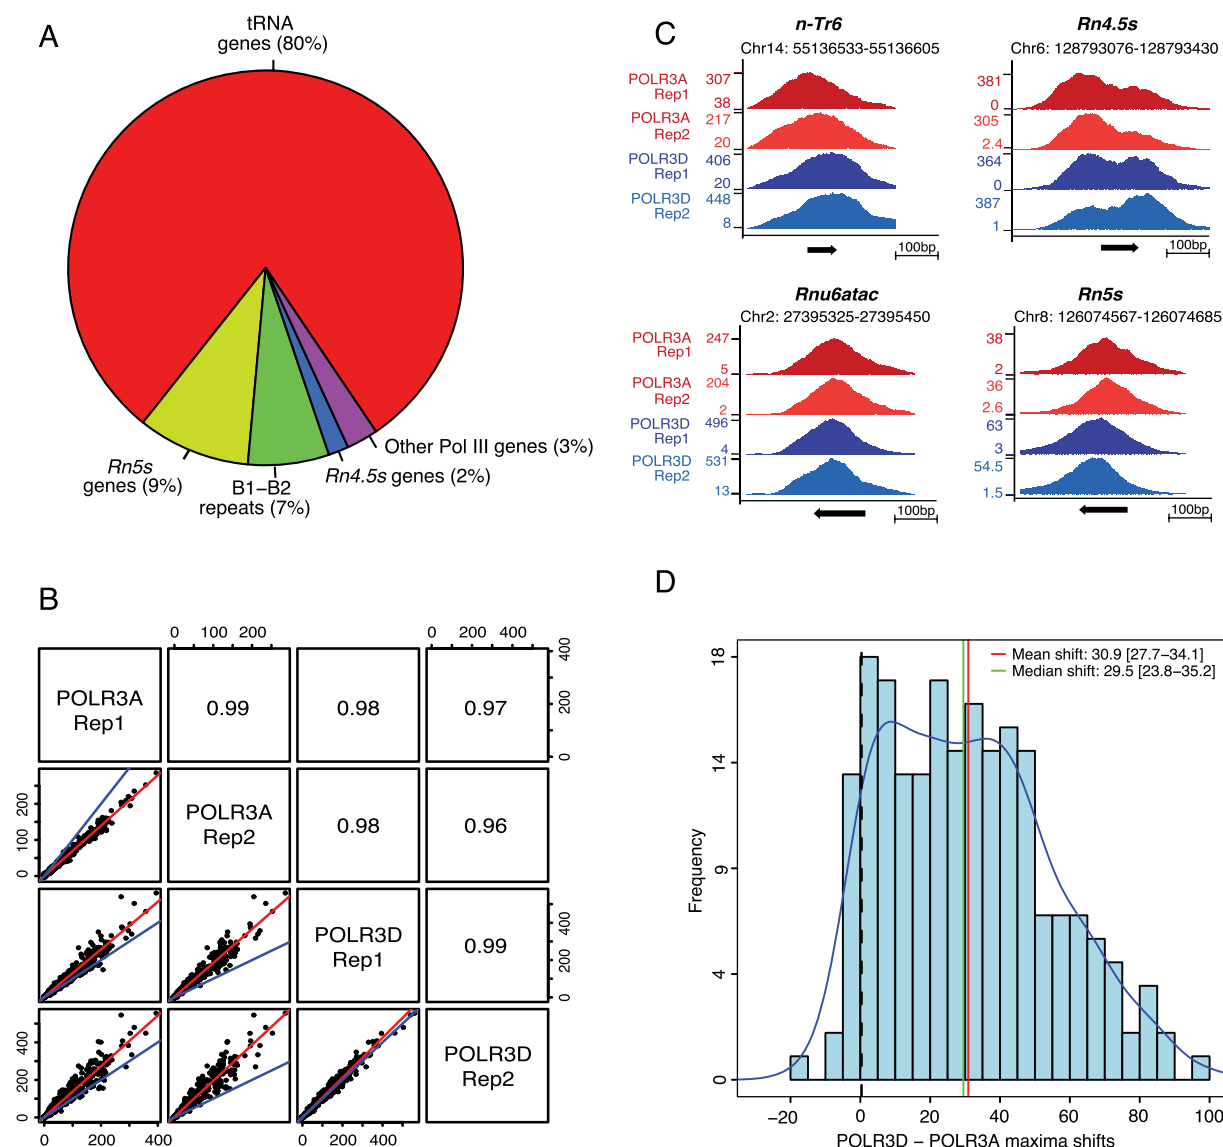 A
tRNA
genes (80%)
Other Pol III genes (3%)
Rn4.5s genes (2%)
B1–B2
repeats (7%)
Rn5s
genes (9%)
C
n-Tr6
Chr14: 55136533-55136605
POLR3A
Rep1
307
38
POLR3A
Rep2
217
20
POLR3D
Rep1
406
20
POLR3D
Rep2
448
8
100bp
Rn4.5s
Chr6: 128793076-128793430
381
0
305
2.4
364
0
387
1
100bp
Rnu6atac
Chr2: 27395325-27395450
POLR3A
Rep1
247
5
POLR3A
Rep2
204
2
POLR3D
Rep1
496
4
POLR3D
Rep2
531
13
100bp
Rn5s
Chr8: 126074567-126074685
38
2
36
2.6
63
3
54.5
1.5
100bp
B
0 100 200
0 200 400
POLR3A
Rep1
0.99
0.98
0.97
0 200 400
POLR3A
Rep2
0.98
0.96
0 100 200
POLR3D
Rep1
0.99
0 200 400
POLR3D
Rep2
0 200 400
0 200 400
0 100 200
0 200 400
D
Mean shift: 30.9 [27.7–34.1]
Median shift: 29.5 [23.8–35.2]
Frequency
18
14
9
4
0
−20 0 20 40 60 80 100
POLR3D − POLR3A maxima shifts